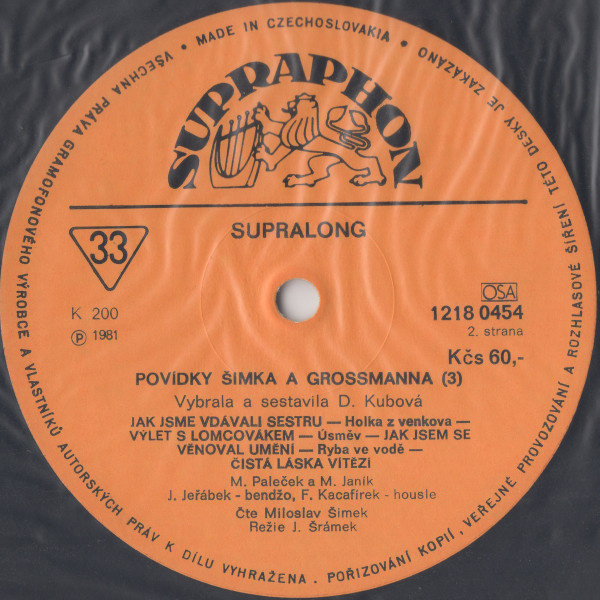 VŠECHNA PRÁVA GRAMOFONOVÉHO VÝROBCE A VLASTNÍKŮ AUTORSKÝCH PRÁV K DÍLU VYHRAŽENA . POŘIZOVÁNÍ KOPIÍ, VEŘEJNÉ PROVOZOVÁNÍ A ROZHLASOVÉ ŠÍŘENÍ TÉTO DESKY JE ZAKÁZÁNO
• MADE IN CZECHOSLOVAKIA •
SUPRAPHON
SUPRALONG
33
K 200
Ⓟ 1981
OSA
1218 0454
2. strana
Kčs 60,-
POVÍDKY ŠIMKA A GROSSMANNA (3)
Vybrala a sestavila D. Kubová
JAK JSME VDÁVALI SESTRU — Holka z venkova —
VÝLET S LOMCOVÁKEM — Úsměv — JAK JSEM SE
VĚNOVAL UMĚNÍ — Ryba ve vodě —
ČISTÁ LÁSKA VÍTĚZÍ
M. Paleček a M. Janík
J. Jeřábek - bendžo, F. Kacafírek - housle
Čte Miloslav Šimek
Režie J. Šrámek